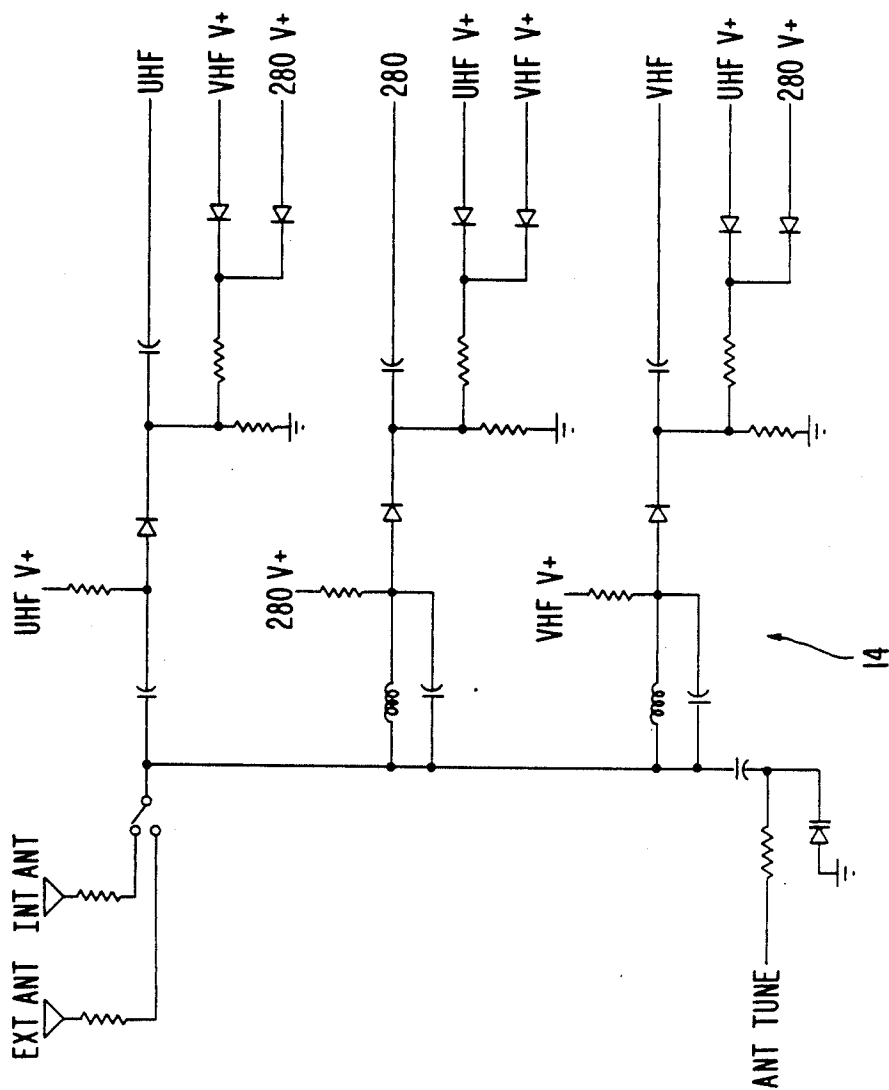 EXT ANT
INT ANT
UHF V+
UHF
VHF V+
280 V+
280 V+
280
UHF V+
VHF V+
VHF V+
VHF
UHF V+
280 V+
ANT TUNE
14